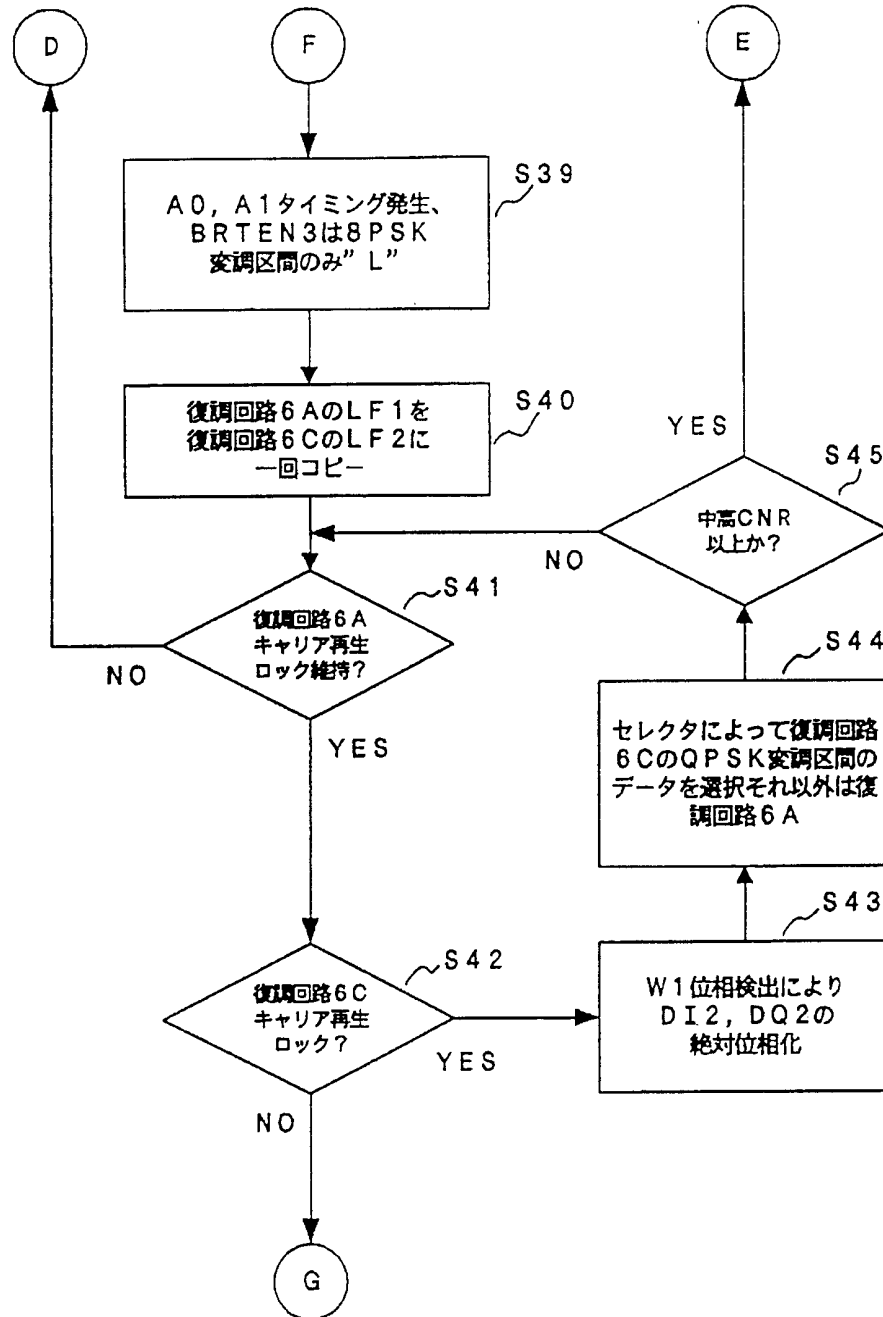 D
F
E
S39
A0,A1タイミング発生、
BRTEN3は8PSK
変調区間のみ”L”
復調回路6AのLF1を
復調回路6CのLF2に
一回コピー
S40
YES
S45
中高CNR
以上か?
NO
S41
復調回路6A
キャリア再生
ロック維持?
NO
YES
S44
セレクタによって復調回路
6CのQPSK変調区間の
データを選択それ以外は復
調回路6A
S43
W1位相検出により
DI2,DQ2の
絶対位相化
S42
復調回路6C
キャリア再生
ロック?
YES
NO
G